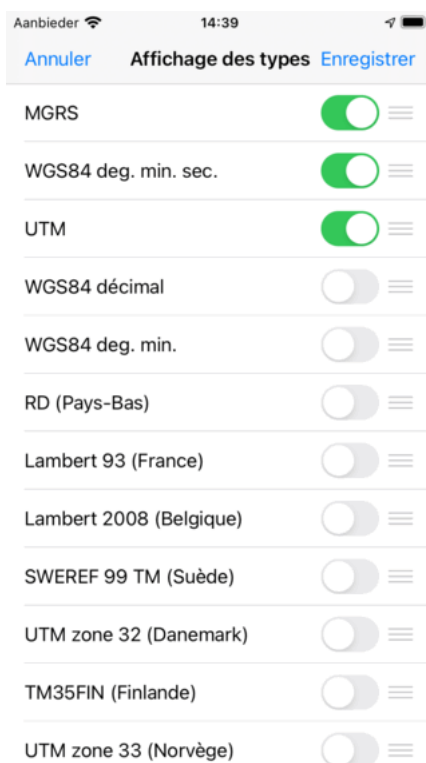 Aanbieder 14:39
Annuler Affichage des types Enregistrer
MGRS
WGS84 deg. min. sec.
UTM
WGS84 décimal
WGS84 deg. min.
RD (Pays-Bas)
Lambert 93 (France)
Lambert 2008 (Belgique)
SWEREF 99 TM (Suède)
UTM zone 32 (Danemark)
TM35FIN (Finlande)
UTM zone 33 (Norvège)